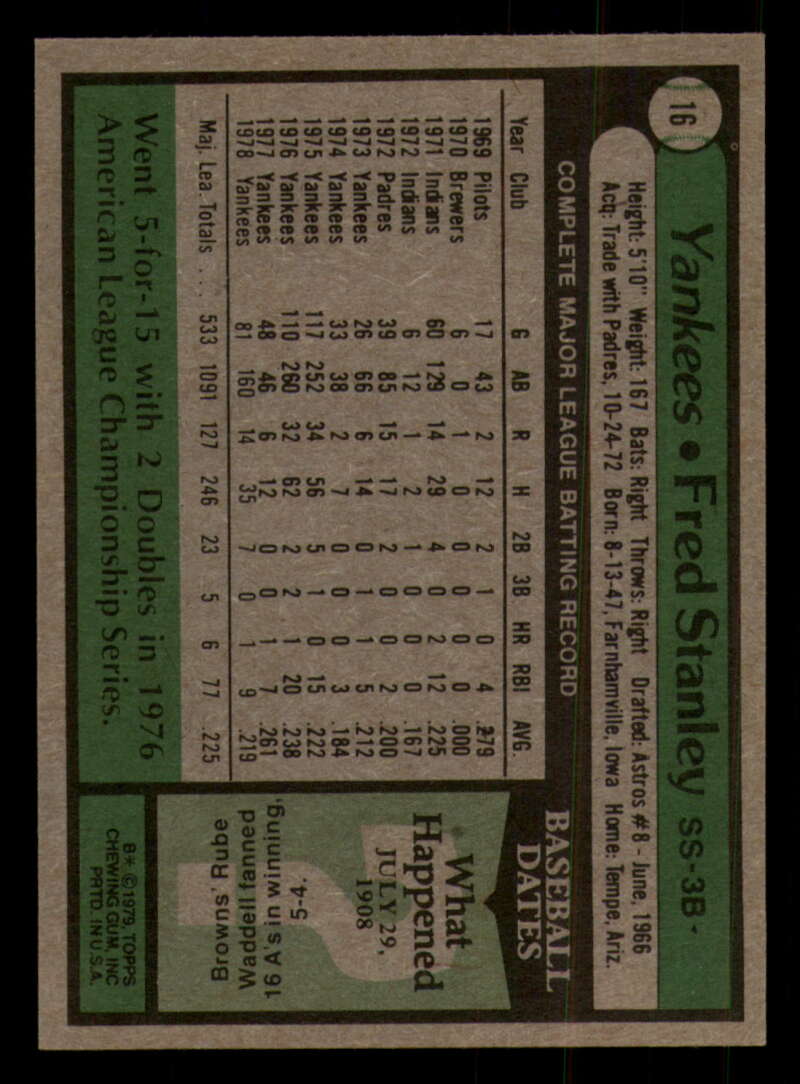 16
Yankees • Fred Stanley SS-3B
Height: 5'10" Weight: 167 Bats: Right Throws: Right Drafted: Astros #8 - June, 1966
Acq: Trade with Padres, 10-24-72 Born: 8-13-47, Farnhamville, Iowa Home: Tempe, Ariz.
COMPLETE MAJOR LEAGUE BATTING RECORD
Year Club G AB R H 2B 3B HR RBI AVG.
1969 Pilots 17 43 2 12 2 1 0 4 .279
1970 Brewers 6 0 1 0 0 0 0 0 .000
1971 Indians 60 129 14 29 4 0 2 12 .225
1972 Indians 6 12 1 2 1 0 0 0 .167
1972 Padres 39 85 15 17 2 0 0 2 .200
1973 Yankees 26 66 6 14 0 1 1 5 .212
1974 Yankees 33 38 2 7 0 0 0 3 .184
1975 Yankees 117 252 34 56 5 1 0 15 .222
1976 Yankees 110 260 32 62 2 2 1 20 .238
1977 Yankees 48 46 6 12 0 0 1 7 .261
1978 Yankees 81 160 14 35 7 0 1 9 .219
Maj. Lea. Totals . . . 533 1091 127 246 23 5 6 77 .225
Went 5-for-15 with 2 Doubles in 1976
American League Championship Series.
BASEBALL
DATES
What
Happened
JULY 29,
1908
?
Browns' Rube
Waddell fanned
16 A's in winning,
5-4.
B* © 1979, TOPPS
CHEWING GUM, INC
PRTD. IN U.S.A.